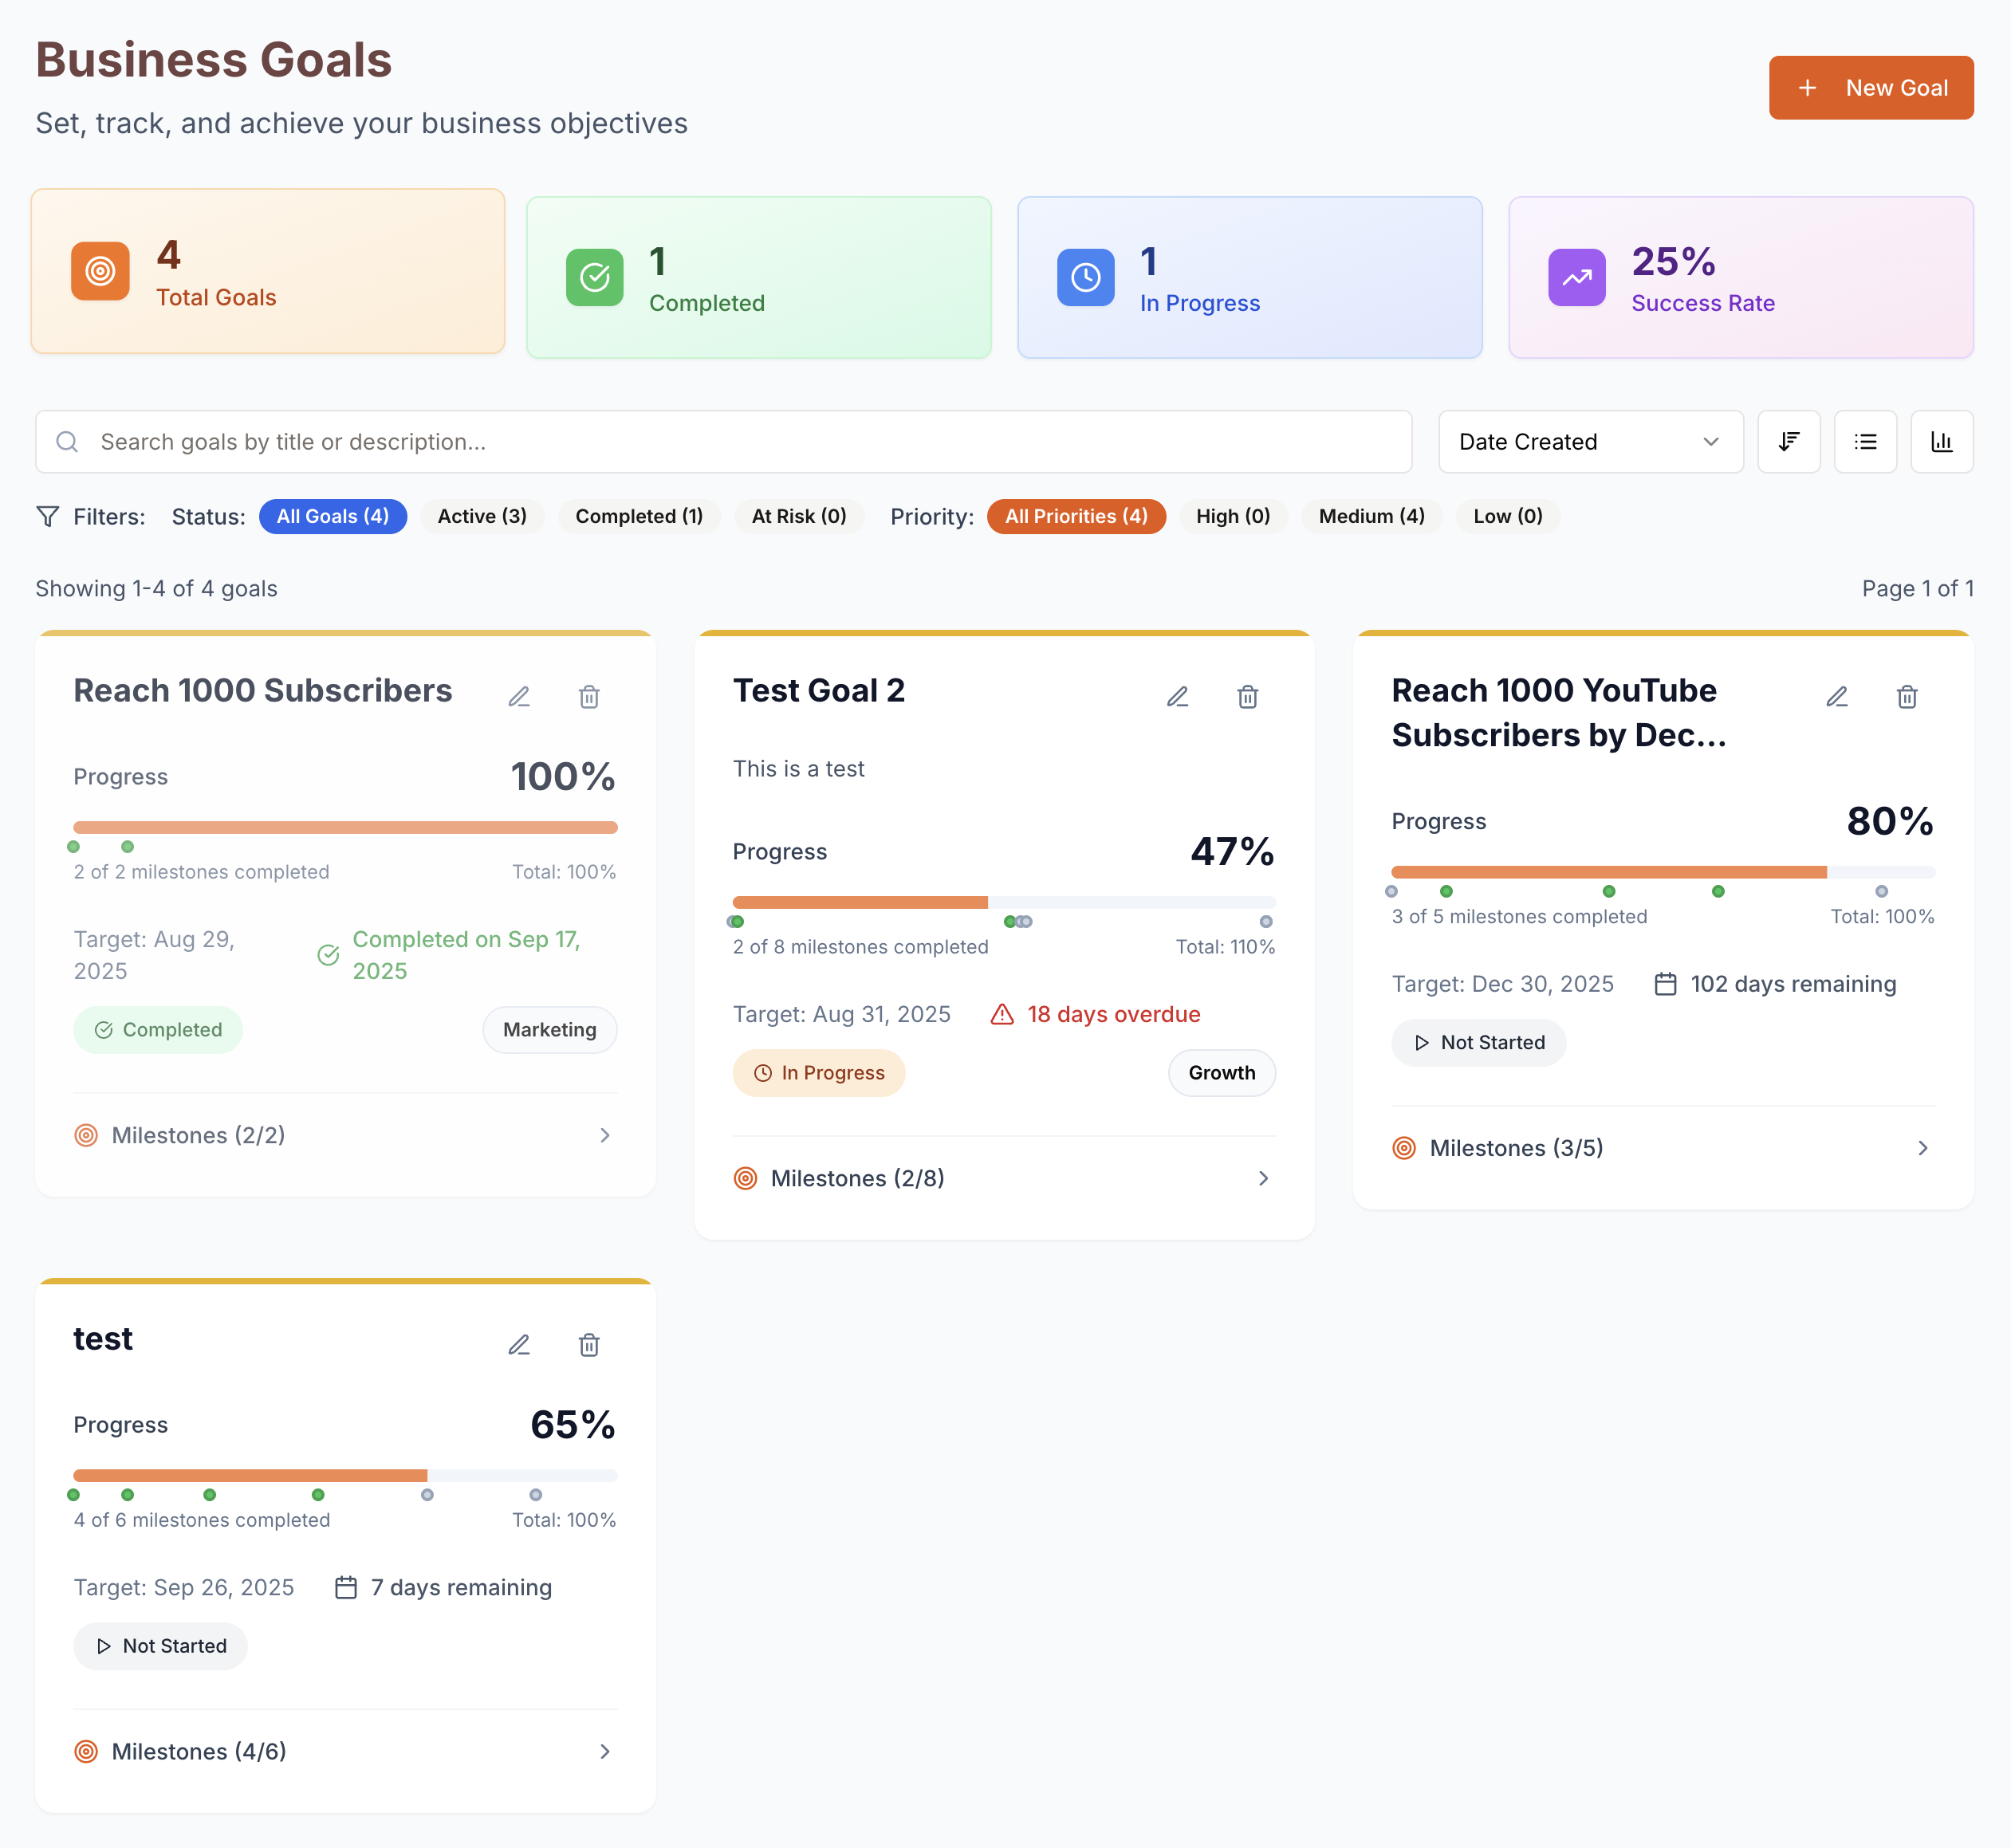 Business Goals
Set, track, and achieve your business objectives
New Goal
4
Total Goals
1
Completed
1
In Progress
25%
Success Rate
Search goals by title or description...
Date Created
Filters: Status: All Goals (4) Active (3) Completed (1) At Risk (0) Priority: All Priorities (4) High (0) Medium (4) Low (0)
Showing 1-4 of 4 goals
Page 1 of 1
Reach 1000 Subscribers
Progress 100%
2 of 2 milestones completed Total: 100%
Target: Aug 29,
2025
Completed on Sep 17,
2025
Completed Marketing
Milestones (2/2)
Test Goal 2
This is a test
Progress 47%
2 of 8 milestones completed Total: 110%
Target: Aug 31, 2025 18 days overdue
In Progress Growth
Milestones (2/8)
Reach 1000 YouTube
Subscribers by Dec...
Progress 80%
3 of 5 milestones completed Total: 100%
Target: Dec 30, 2025 102 days remaining
Not Started
Milestones (3/5)
test
Progress 65%
4 of 6 milestones completed Total: 100%
Target: Sep 26, 2025 7 days remaining
Not Started
Milestones (4/6)